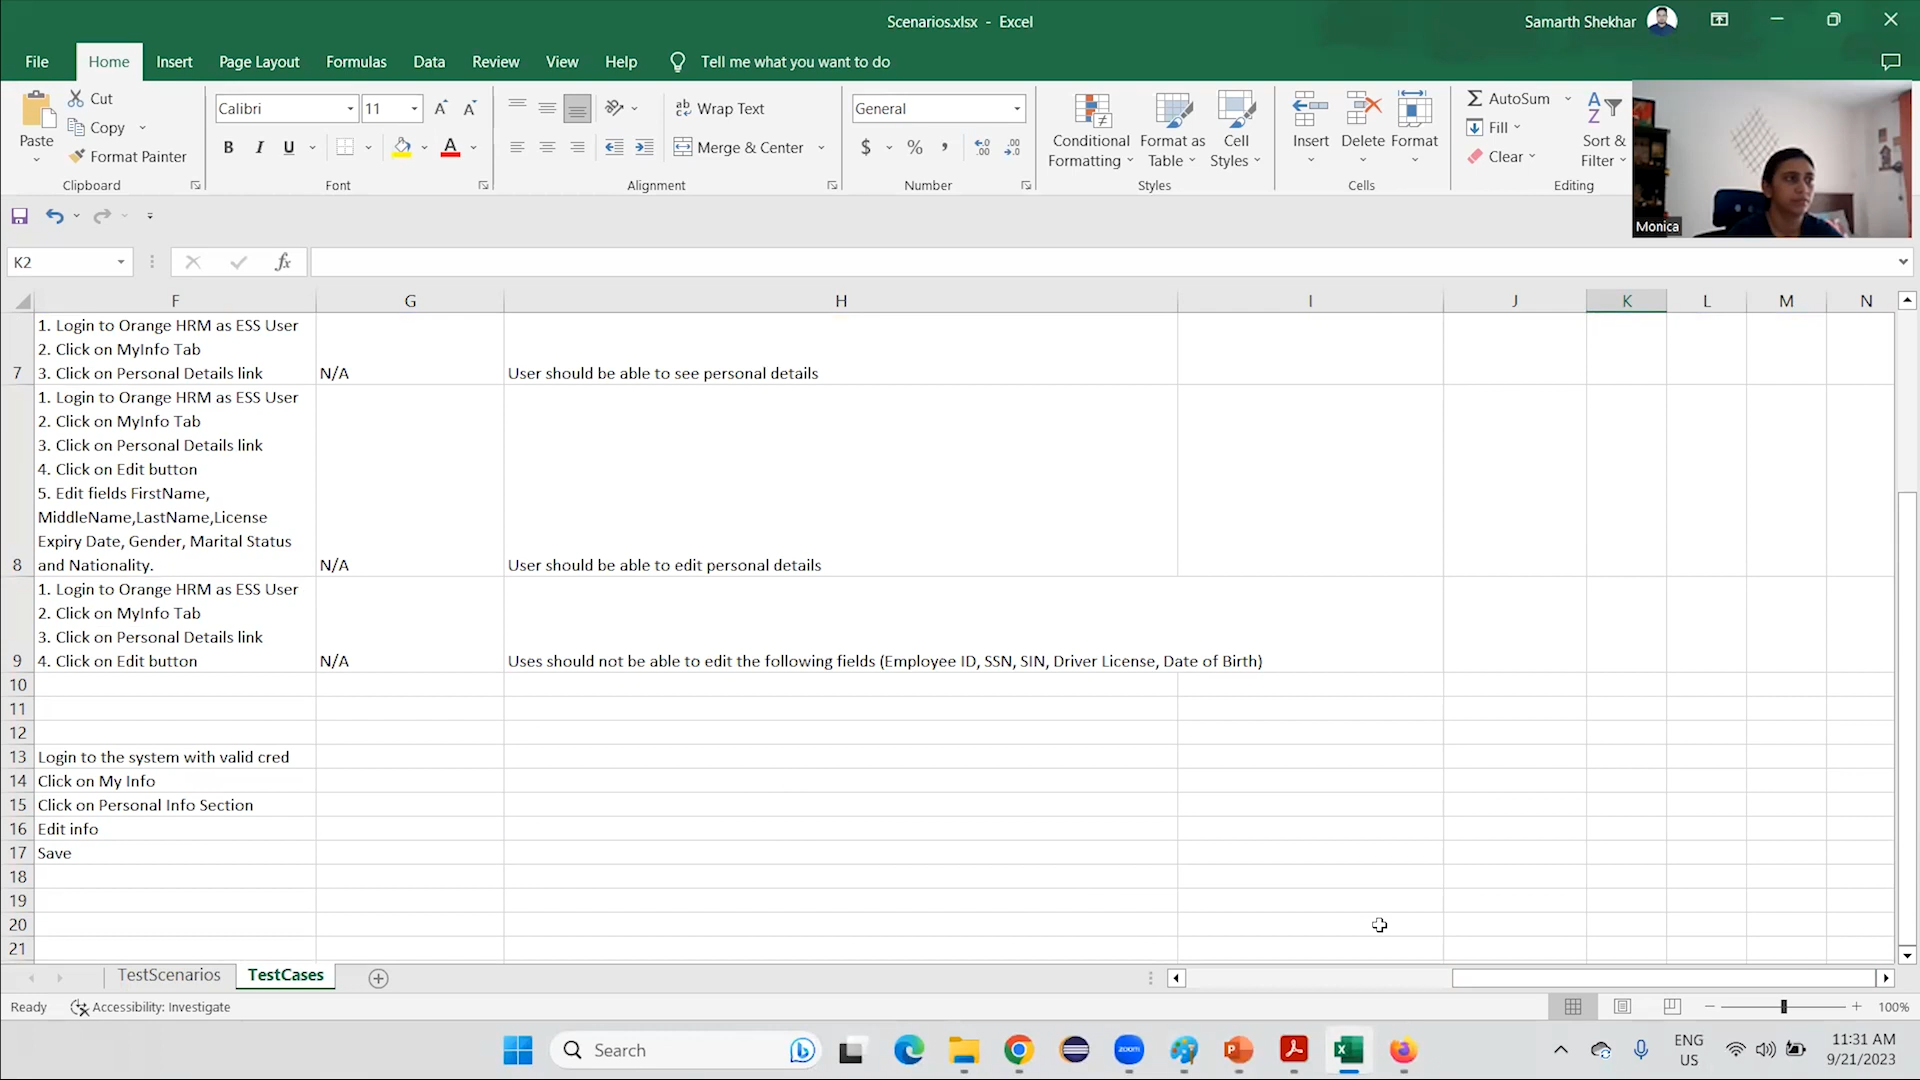 Scenarios.xlsx - Excel
Samarth Shekhar
File Home Insert Page Layout Formulas Data Review View Help Tell me what you want to do
Paste
Cut
Copy
Format Painter
Clipboard
Calibri 11
B I U
Font
Wrap Text
Merge & Center
Alignment
General
$ % ,
Number
Conditional Formatting
Format as Table
Cell Styles
Styles
Insert Delete Format
Cells
AutoSum
Fill
Clear
Sort & Filter
Editing
Monica
K2
fx
F G H I J K L M N
1. Login to Orange HRM as ESS User
2. Click on MyInfo Tab
7 3. Click on Personal Details link N/A User should be able to see personal details
1. Login to Orange HRM as ESS User
2. Click on MyInfo Tab
3. Click on Personal Details link
4. Click on Edit button
5. Edit fields FirstName,
MiddleName,LastName,License
Expiry Date, Gender, Marital Status
8 and Nationality. N/A User should be able to edit personal details
1. Login to Orange HRM as ESS User
2. Click on MyInfo Tab
3. Click on Personal Details link
9 4. Click on Edit button N/A Uses should not be able to edit the following fields (Employee ID, SSN, SIN, Driver License, Date of Birth)
10
11
12
13 Login to the system with valid cred
14 Click on My Info
15 Click on Personal Info Section
16 Edit info
17 Save
18
19
20
21
TestScenarios TestCases
Ready Accessibility: Investigate
100%
Search
zoom
ENG
US
11:31 AM
9/21/2023